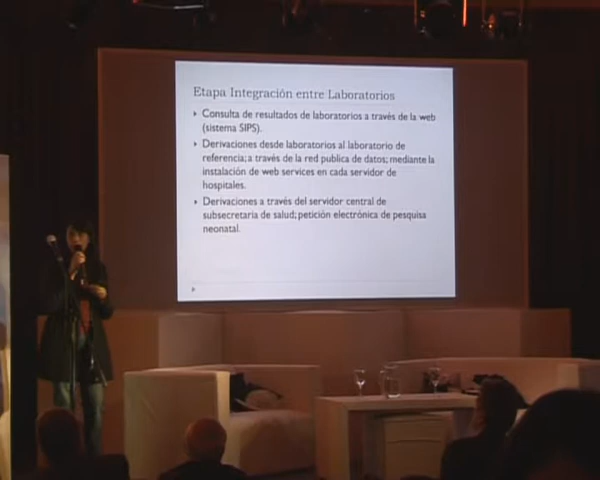 Etapa Integración entre Laboratorios
Consulta de resultados de laboratorios a través de la web
(sistema SIPS).
Derivaciones desde laboratorios al laboratorio de
referencia; a través de la red publica de datos; mediante la
instalación de web services en cada servidor de
hospitales.
Derivaciones a través del servidor central de
subsecretaria de salud; petición electrónica de pesquisa
neonatal.